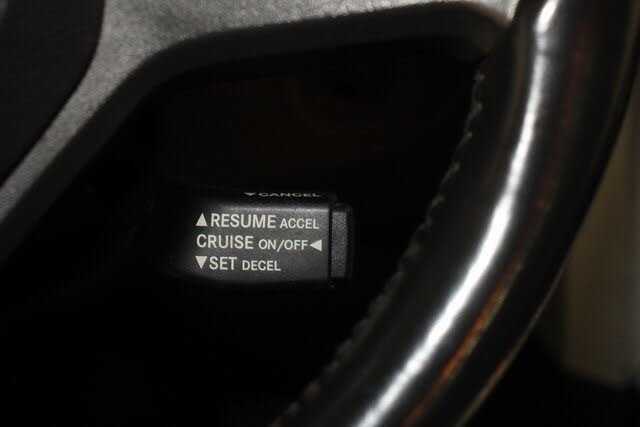 ▼CANCEL
▲RESUME ACCEL
CRUISE ON/OFF◀
▼SET DECEL